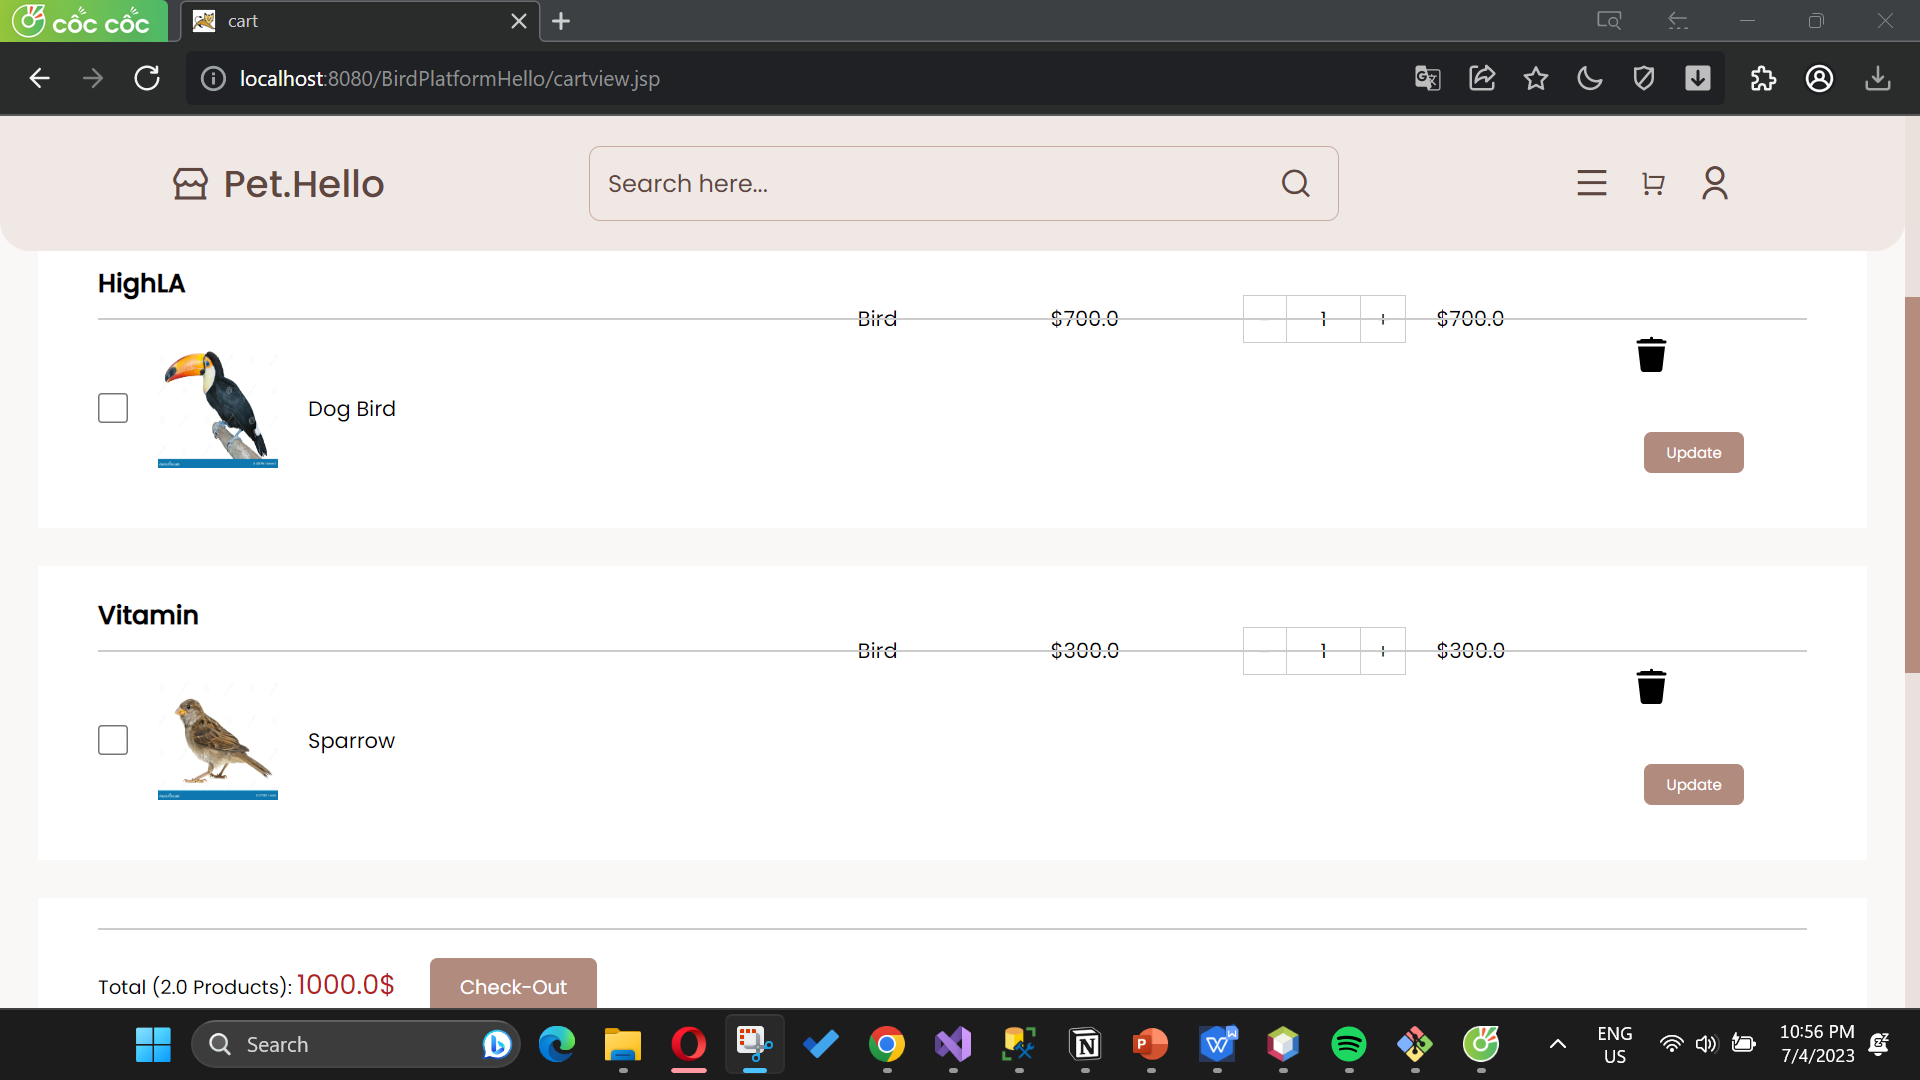 cốc cốc
cart
localhost:8080/BirdPlatformHello/cartview.jsp
Pet.Hello
Search here...
HighLA
Bird $700.0 - 1 + $700.0
Dog Bird
Update
Vitamin
Bird $300.0 - 1 + $300.0
Sparrow
Update
Total (2.0 Products): 1000.0$
Check-Out
Search
ENG
US
10:56 PM
7/4/2023